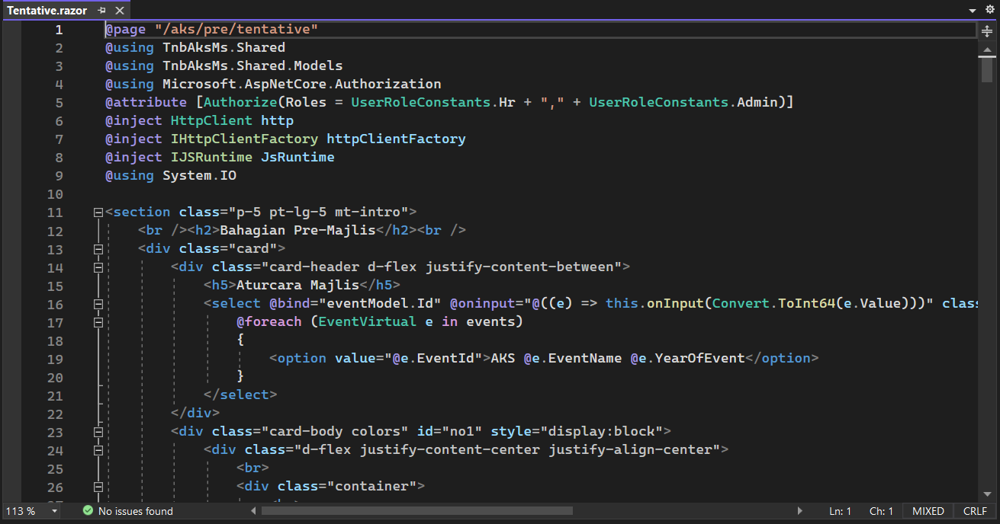 Tentative.razor
1 @page "/aks/pre/tentative"
2 @using TnbAksMs.Shared
3 @using TnbAksMs.Shared.Models
4 @using Microsoft.AspNetCore.Authorization
5 @attribute [Authorize(Roles = UserRoleConstants.Hr + "," + UserRoleConstants.Admin)]
6 @inject HttpClient http
7 @inject IHttpClientFactory httpClientFactory
8 @inject IJSRuntime JsRuntime
9 @using System.IO
10
11 <section class="p-5 pt-lg-5 mt-intro">
12 <br /><h2>Bahagian Pre-Majlis</h2><br />
13 <div class="card">
14 <div class="card-header d-flex justify-content-between">
15 <h5>Aturcara Majlis</h5>
16 <select @bind="eventModel.Id" @oninput="@((e) => this.onInput(Convert.ToInt64(e.Value)))" clas
17 @foreach (EventVirtual e in events)
18 {
19 <option value="@e.EventId">AKS @e.EventName @e.YearOfEvent</option>
20 }
21 </select>
22 </div>
23 <div class="card-body colors" id="no1" style="display:block">
24 <div class="d-flex justify-content-center justify-align-center">
25 <br>
26 <div class="container">
113 % No issues found Ln: 1 Ch: 1 MIXED CRLF